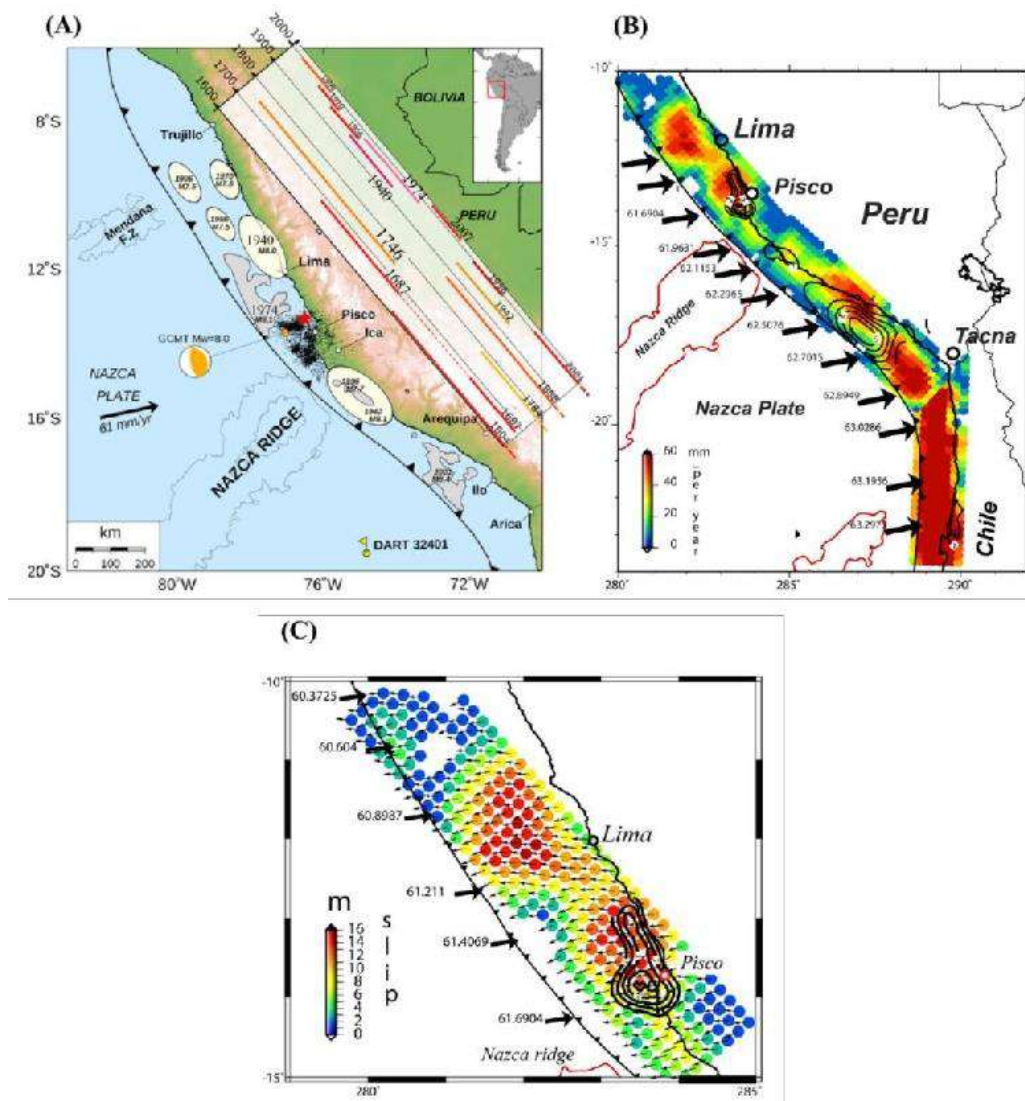 (A)
2000
1900
1800
1700
1600
BOLIVIA
8°S
Trujillo
1940
1974
PERU
2007
Mendana
F.Z.
1746
1687
12°S
1940
M8.0
Lima
1974
Pisco
Ica
GCMT Mw=8.0
NAZCA
PLATE
61 mm/yr
16°S
Arequipa
NAZCA RIDGE
Ilo
Arica
km
0 100 200
DART 32401
20°S
80°W
76°W
72°W
(B)
-10°
Lima
Pisco
61.6904
Peru
-15°
62.1153
62.2365
62.5076
62.7015
Tacna
Nazca Ridge
62.8949
Nazca Plate
63.0286
-20°
63.1956
63.297
60 mm
40
20
0
per year
Chile
280°
285°
290°
(C)
-10°
60.3725
60.604
60.8987
Lima
61.211
m
slip
16
14
12
10
8
6
4
2
0
61.4069
Pisco
61.6904
Nazca ridge
-15°
280°
285°